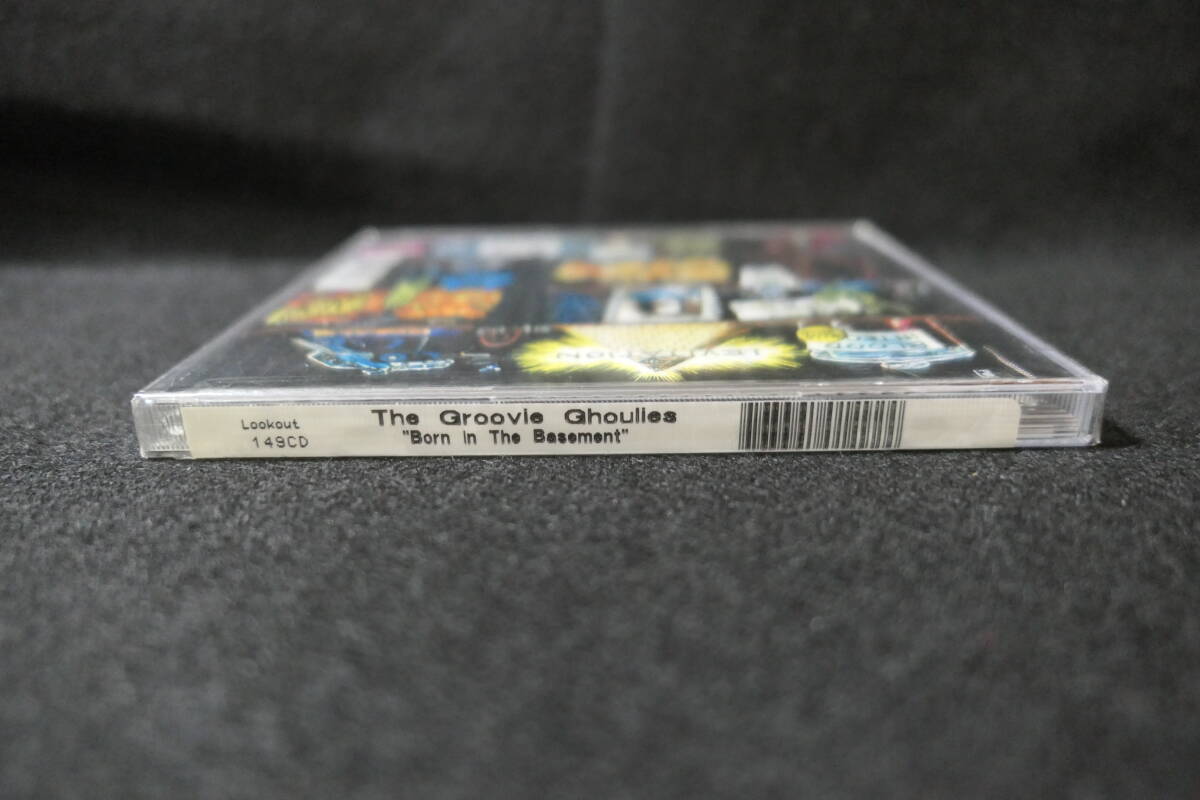 Lookout
149CD
The Groovie Ghoulies
"Born In The Basement"